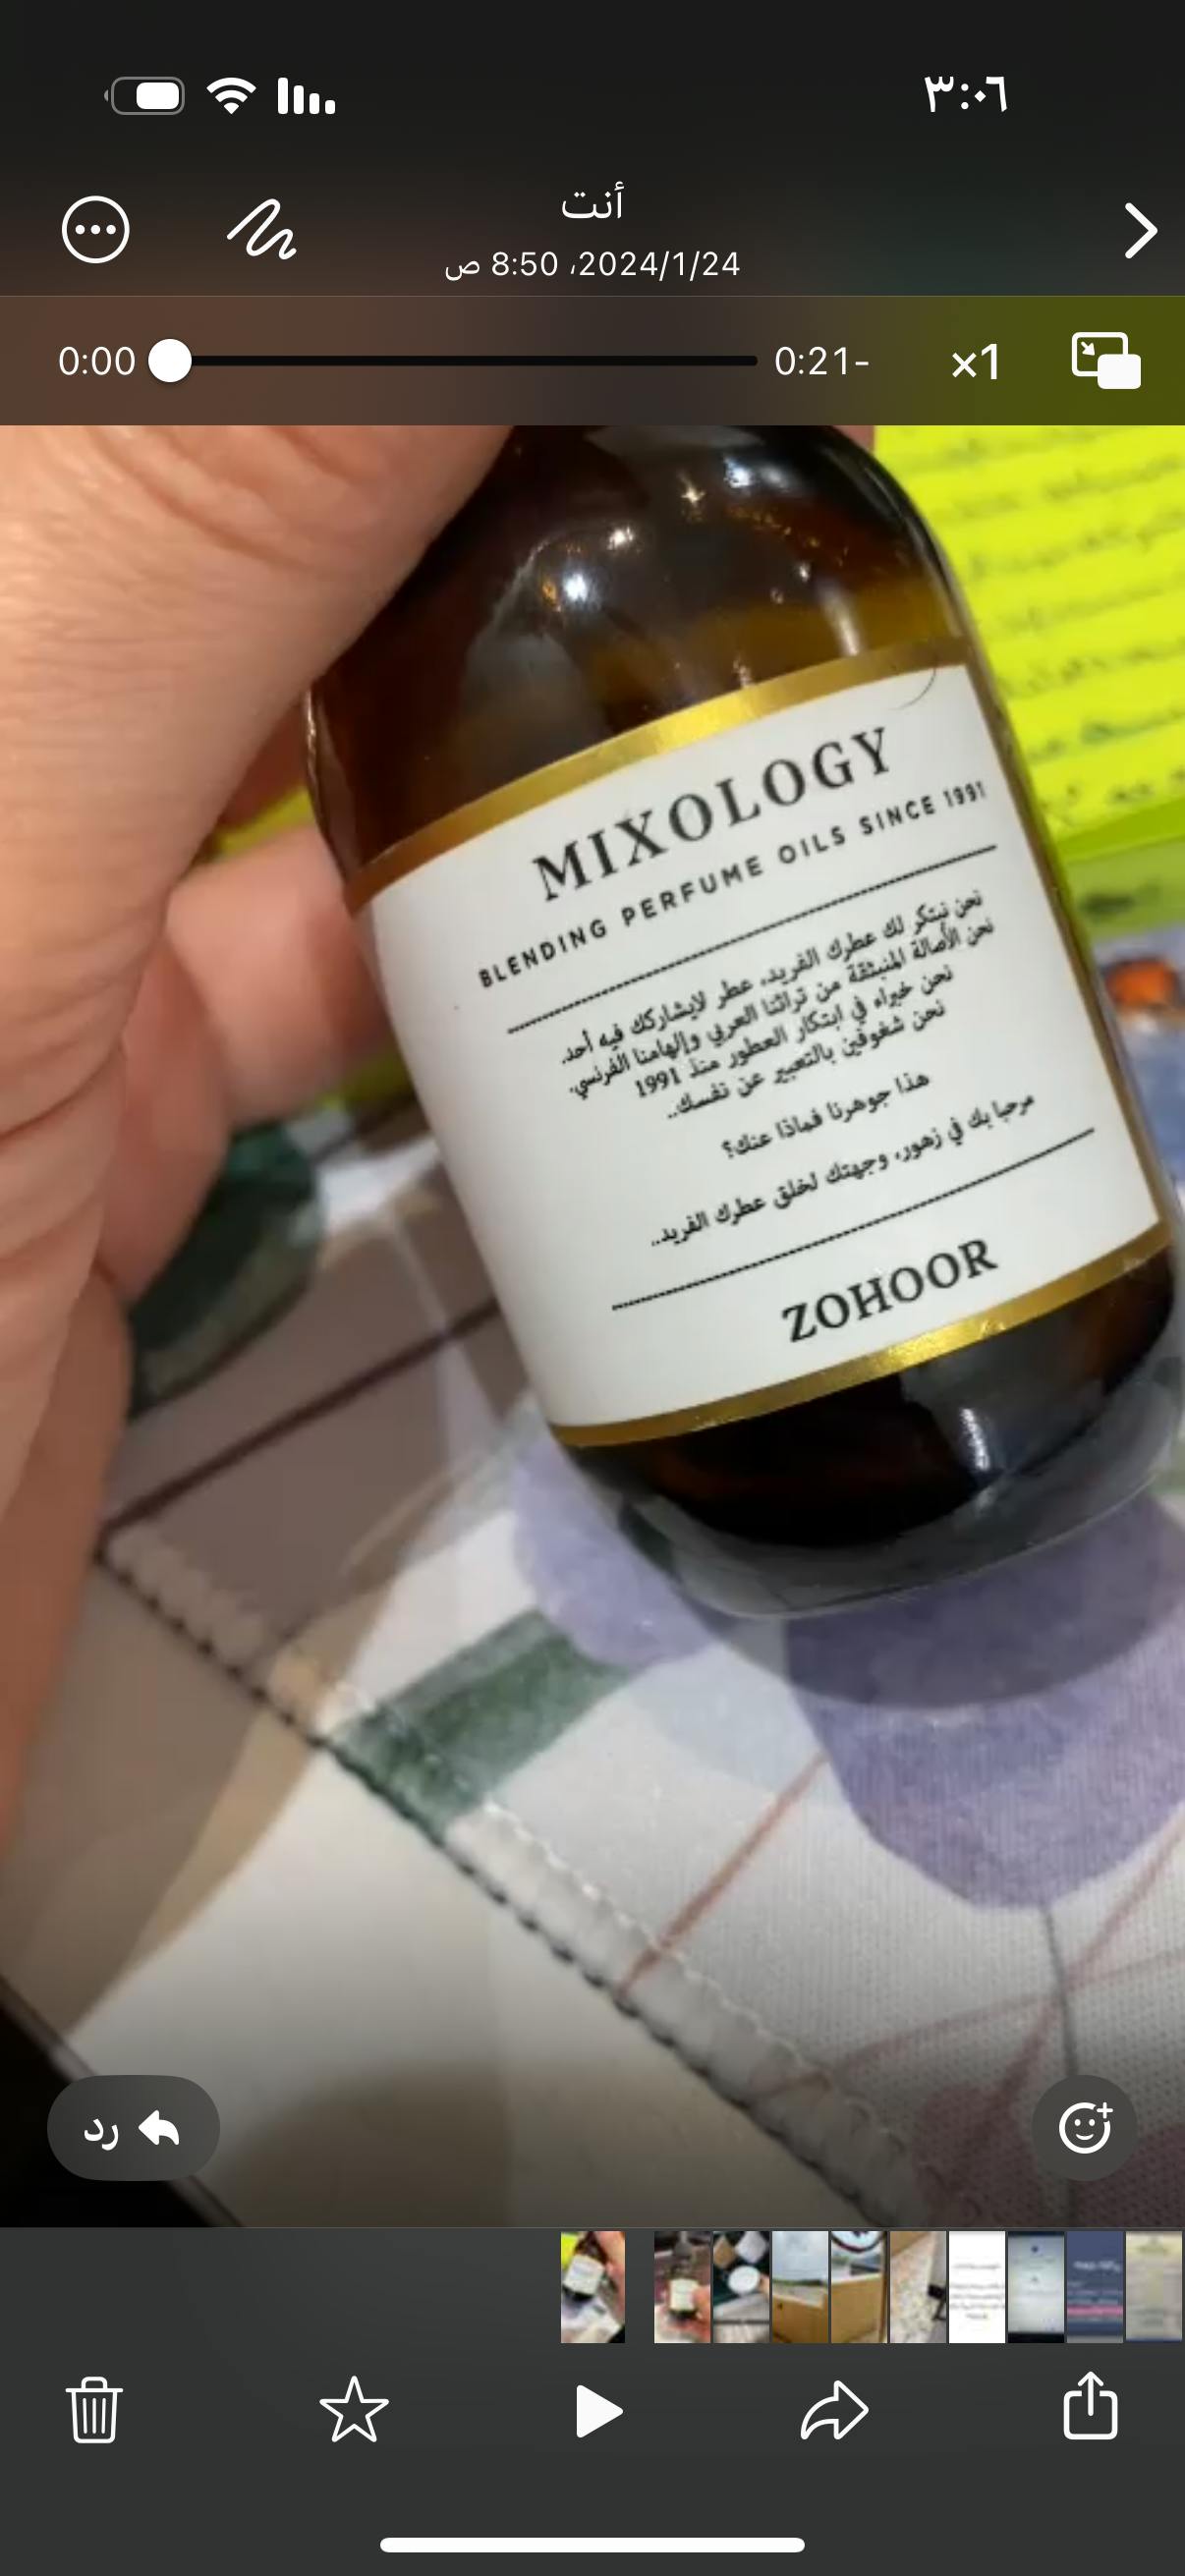 ٣:٠٦
أنت
2024/1/24، 8:50 ص
0:00
0:21-
×1
MIXOLOGY
BLENDING PERFUME OILS SINCE 1991
نحن نبتكر لك عطرك الفريد، عطر لايشاركك فيه أحد.
نحن الأصالة المنبثقة من تراثنا العربي وإلهامنا الفرنسي.
نحن خبراء في ابتكار العطور منذ 1991
نحن شغوفين بالتعبير عن نفسك..
هذا جوهرنا فماذا عنك؟
مرحبا بك في زهور، وجهتك لخلق عطرك الفريد..
ZOHOOR
رد